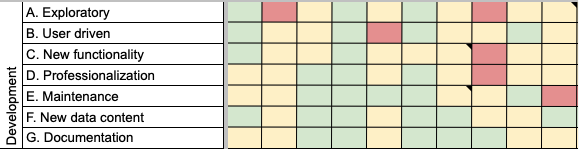 Development
A. Exploratory
B. User driven
C. New functionality
D. Professionalization
E. Maintenance
F. New data content
G. Documentation